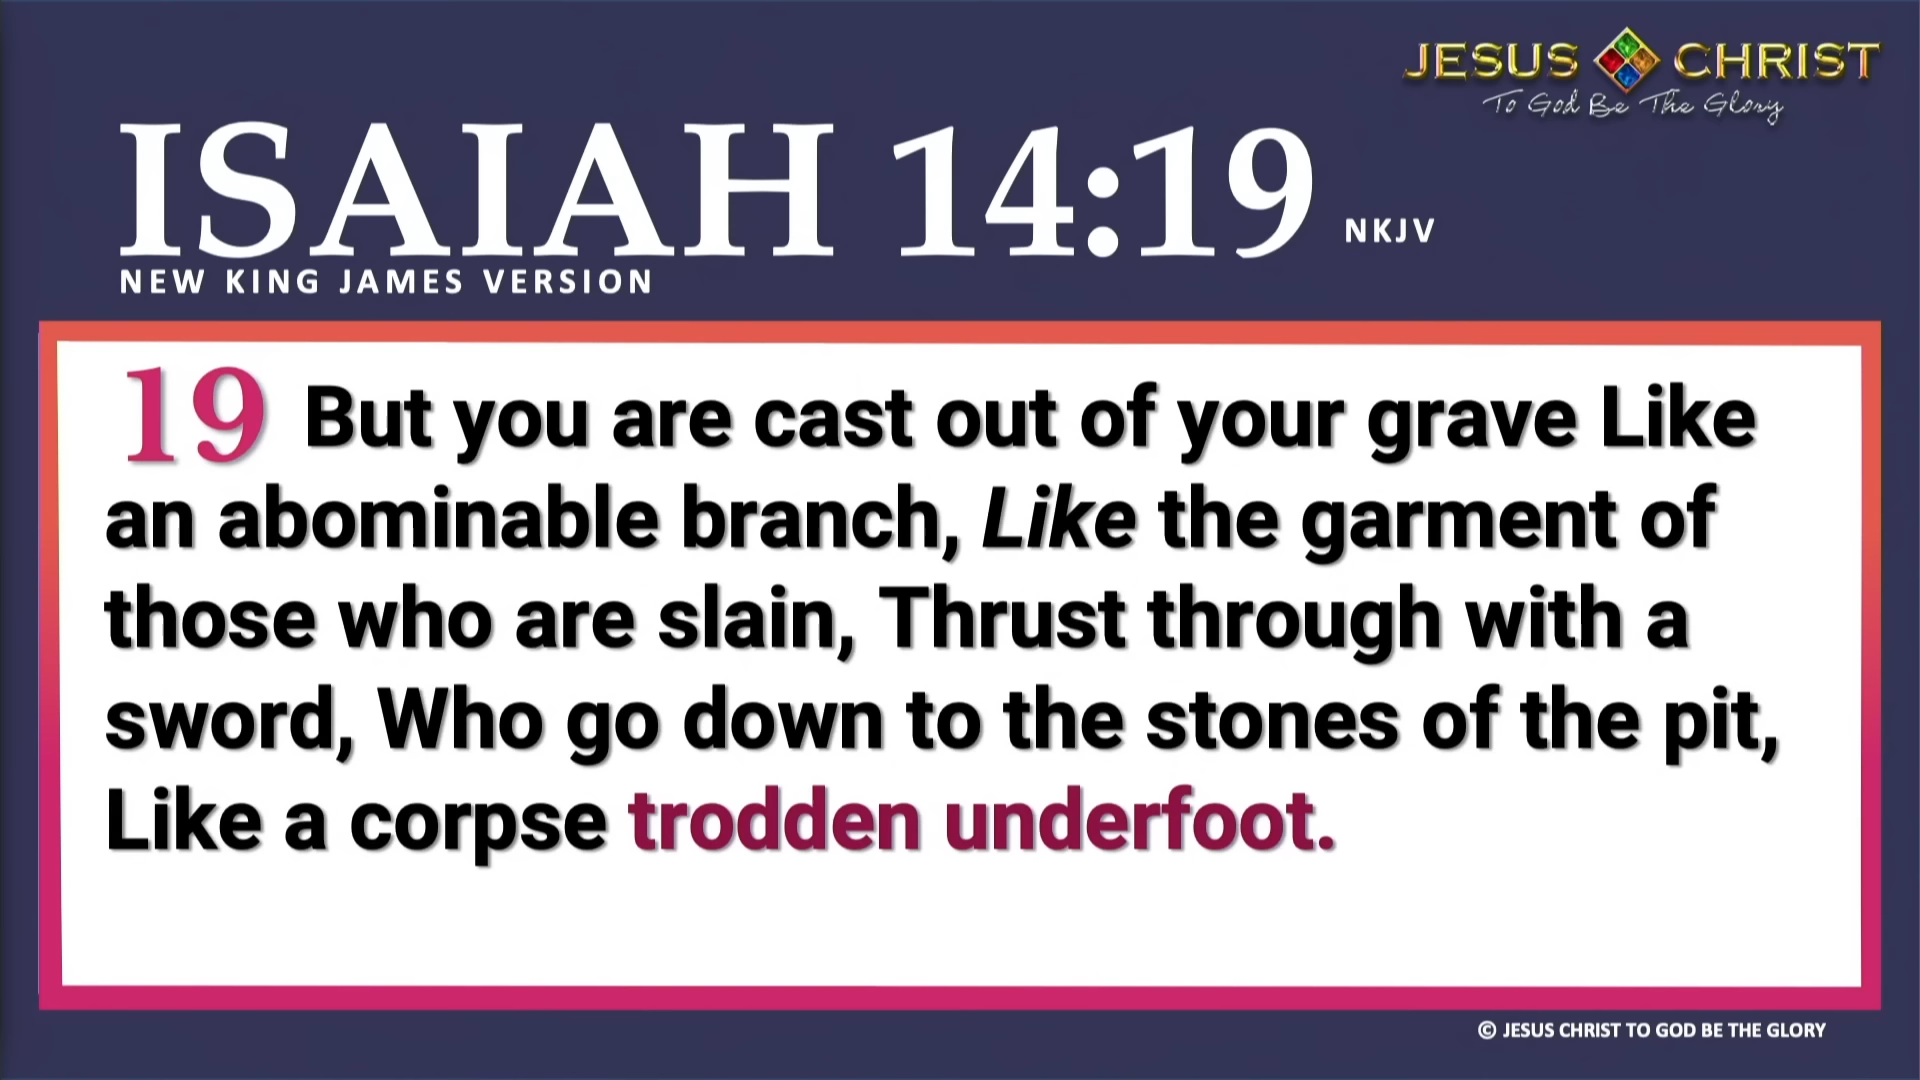 JESUS CHRIST
To God Be The Glory
ISAIAH 14:19 NKJV
NEW KING JAMES VERSION
19 But you are cast out of your grave Like
an abominable branch, Like the garment of
those who are slain, Thrust through with a
sword, Who go down to the stones of the pit,
Like a corpse trodden underfoot.
© JESUS CHRIST TO GOD BE THE GLORY